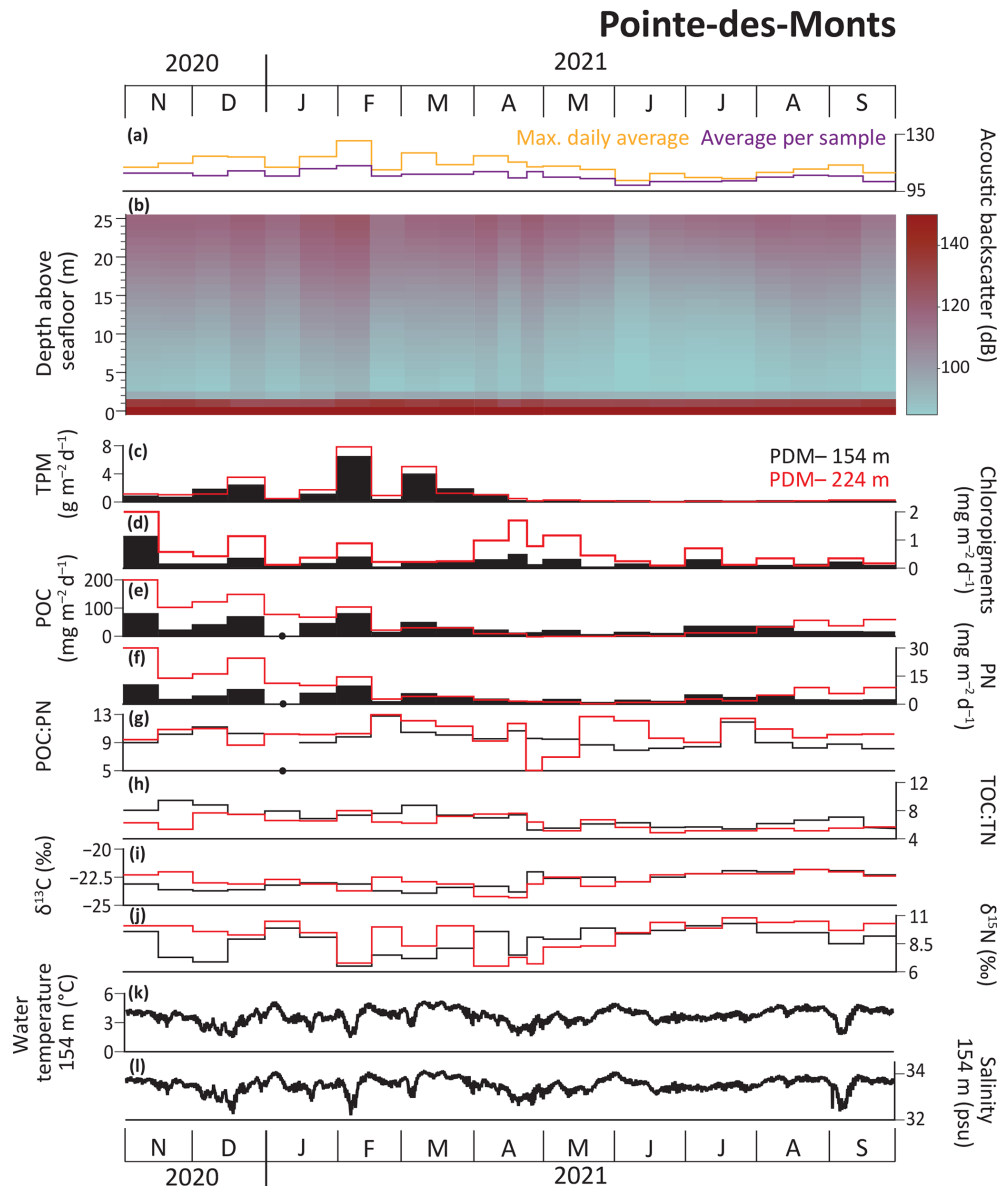 Pointe-des-Monts
2020 2021
N D J F M A M J J A S
(a) Max. daily average Average per sample
130
95
Acoustic backscatter (dB)
(b)
25
20
15
10
5
0
Depth above seafloor (m)
140
120
100
(c)
PDM– 154 m
PDM– 224 m
8
4
0
TPM (g m⁻² d⁻¹)
(d)
2
1
0
Chloropigments (mg m⁻² d⁻¹)
(e)
200
100
0
POC (mg m⁻² d⁻¹)
(f)
30
15
0
PN (mg m⁻² d⁻¹)
(g)
13
9
5
POC:PN
(h)
12
8
4
TOC:TN
(i)
−20
−22.5
−25
δ¹³C (‰)
(j)
11
8.5
6
δ¹⁵N (‰)
(k)
6
3
0
Water temperature 154 m (°C)
(l)
34
32
Salinity 154 m (psu)
N D J F M A M J J A S
2020 2021